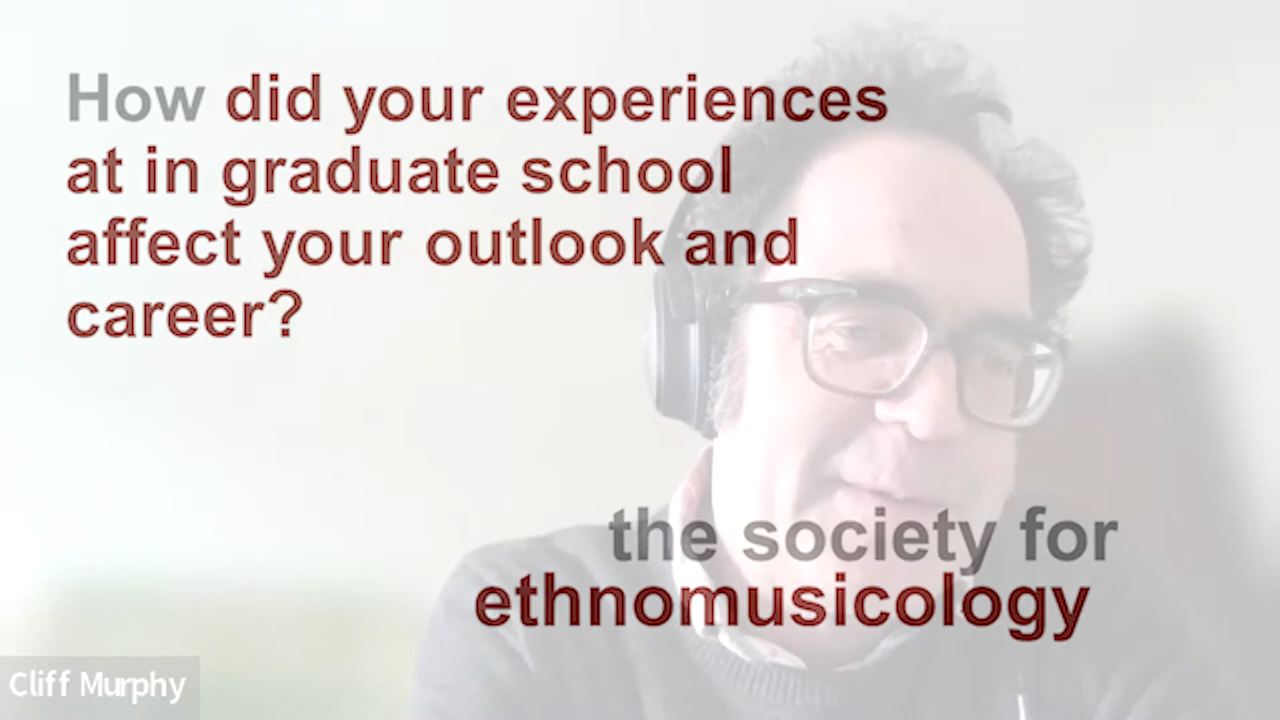 How did your experiences
at in graduate school
affect your outlook and
career?
the society for
ethnomusicology
Cliff Murphy